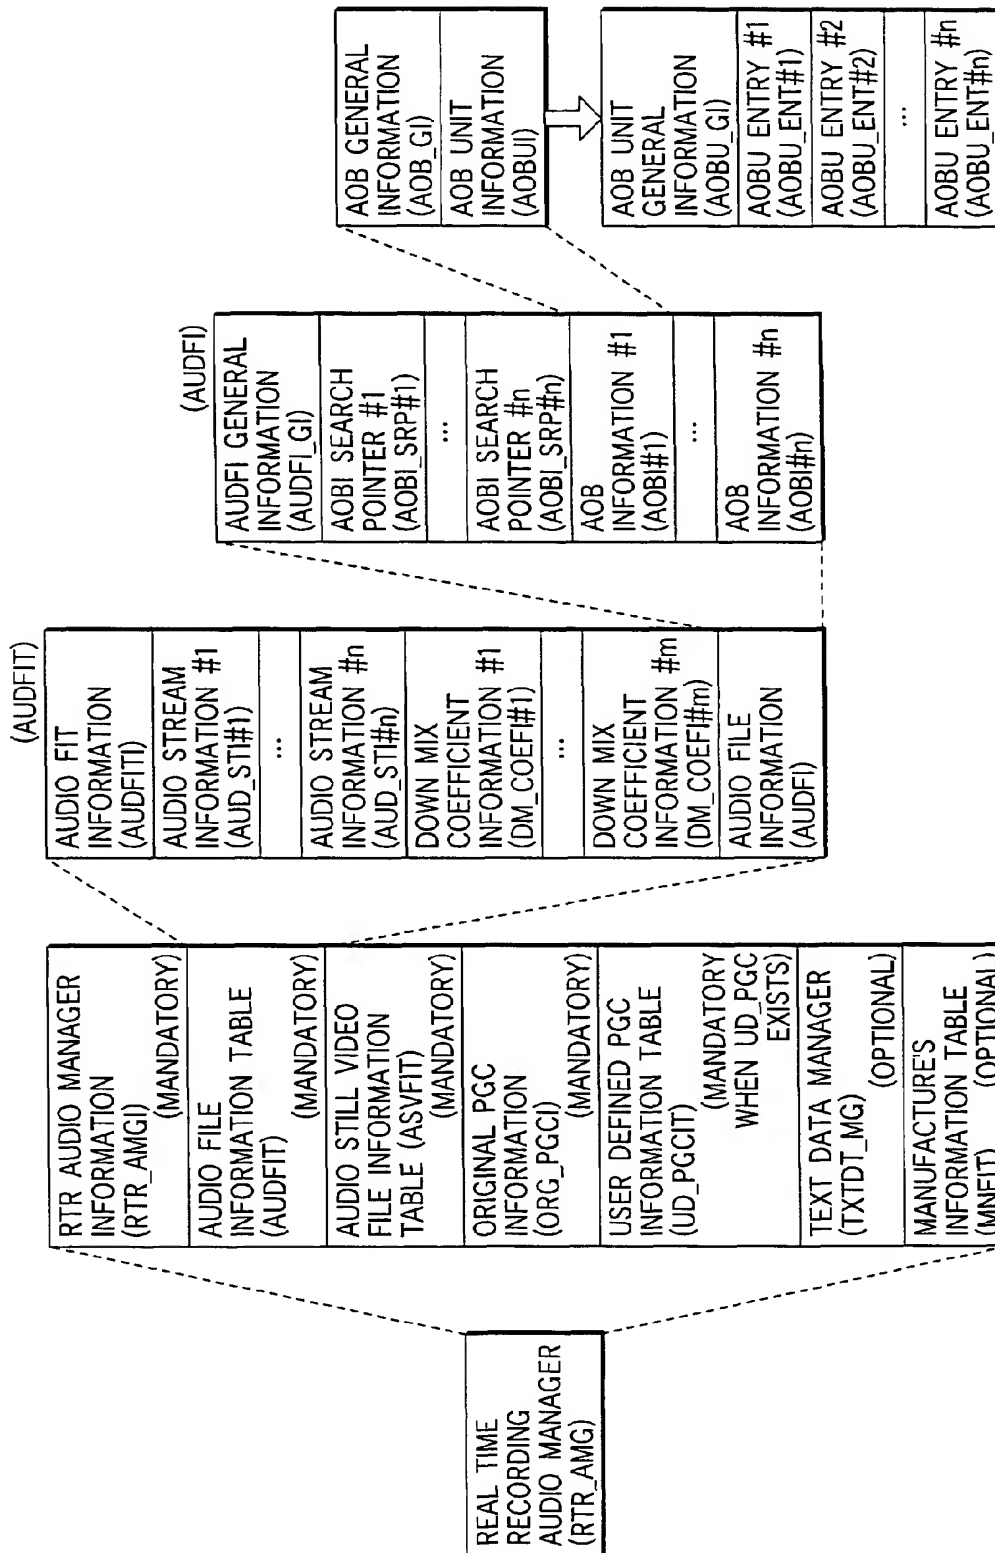 REAL TIME
RECORDING
AUDIO MANAGER
(RTR_AMG)
RTR AUDIO MANAGER
INFORMATION
(RTR_AMGI)
(MANDATORY)
AUDIO FILE
INFORMATION TABLE
(AUDFIT)
(MANDATORY)
AUDIO STILL VIDEO
FILE INFORMATION
TABLE (ASVFIT)
(MANDATORY)
ORIGINAL PGC
INFORMATION
(ORG_PGCI)
(MANDATORY)
USER DEFINED PGC
INFORMATION TABLE
(UD_PGCIT)
(MANDATORY
WHEN UD_PGC
EXISTS)
TEXT DATA MANAGER
(TXTDT_MG)
(OPTIONAL)
MANUFACTURE'S
INFORMATION TABLE
(MNFIT) (OPTIONAL)
(AUDFIT)
AUDIO FIT
INFORMATION
(AUDFITI)
AUDIO STREAM
INFORMATION #1
(AUD_STI#1)
...
AUDIO STREAM
INFORMATION #n
(AUD_STI#n)
DOWN MIX
COEFFICIENT
INFORMATION #1
(DM_COEFI#1)
...
DOWN MIX
COEFFICIENT
INFORMATION #m
(DM_COEFI#m)
AUDIO FILE
INFORMATION
(AUDFI)
(AUDFI)
AUDFI GENERAL
INFORMATION
(AUDFI_GI)
AOBI SEARCH
POINTER #1
(AOBI_SRP#1)
...
AOBI SEARCH
POINTER #n
(AOBI_SRP#n)
AOB
INFORMATION #1
(AOBI#1)
...
AOB
INFORMATION #n
(AOBI#n)
AOB GENERAL
INFORMATION
(AOB_GI)
AOB UNIT
INFORMATION
(AOBUI)
AOB UNIT
GENERAL
INFORMATION
(AOBU_GI)
AOBU ENTRY #1
(AOBU_ENT#1)
AOBU ENTRY #2
(AOBU_ENT#2)
...
AOBU ENTRY #n
(AOBU_ENT#n)